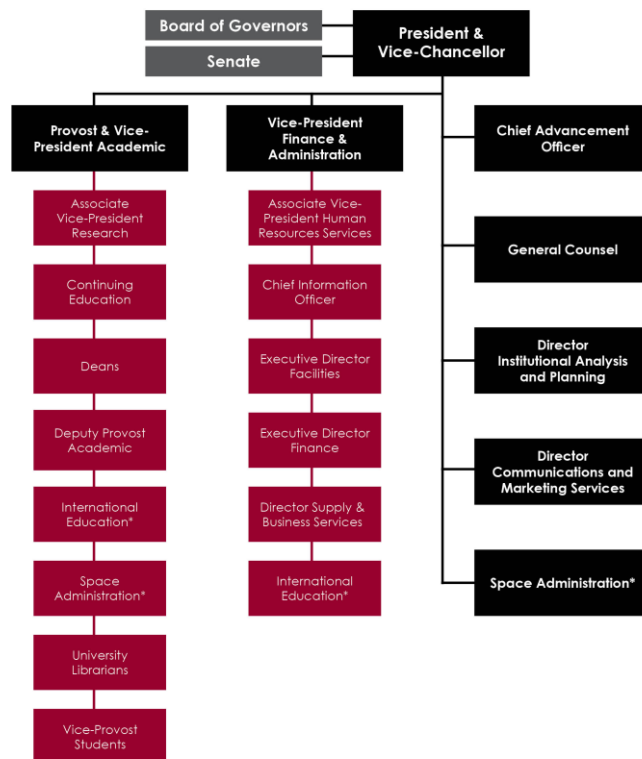 Board of Governors
Senate
President &
Vice-Chancellor
Provost & Vice-
President Academic
Associate
Vice-President
Research
Continuing
Education
Deans
Deputy Provost
Academic
International
Education*
Space
Administration*
University
Librarians
Vice-Provost
Students
Vice-President
Finance &
Administration
Associate Vice-
President Human
Resources Services
Chief Information
Officer
Executive Director
Facilities
Executive Director
Finance
Director Supply &
Business Services
International
Education*
Chief Advancement
Officer
General Counsel
Director
Institutional Analysis
and Planning
Director
Communications and
Marketing Services
Space Administration*